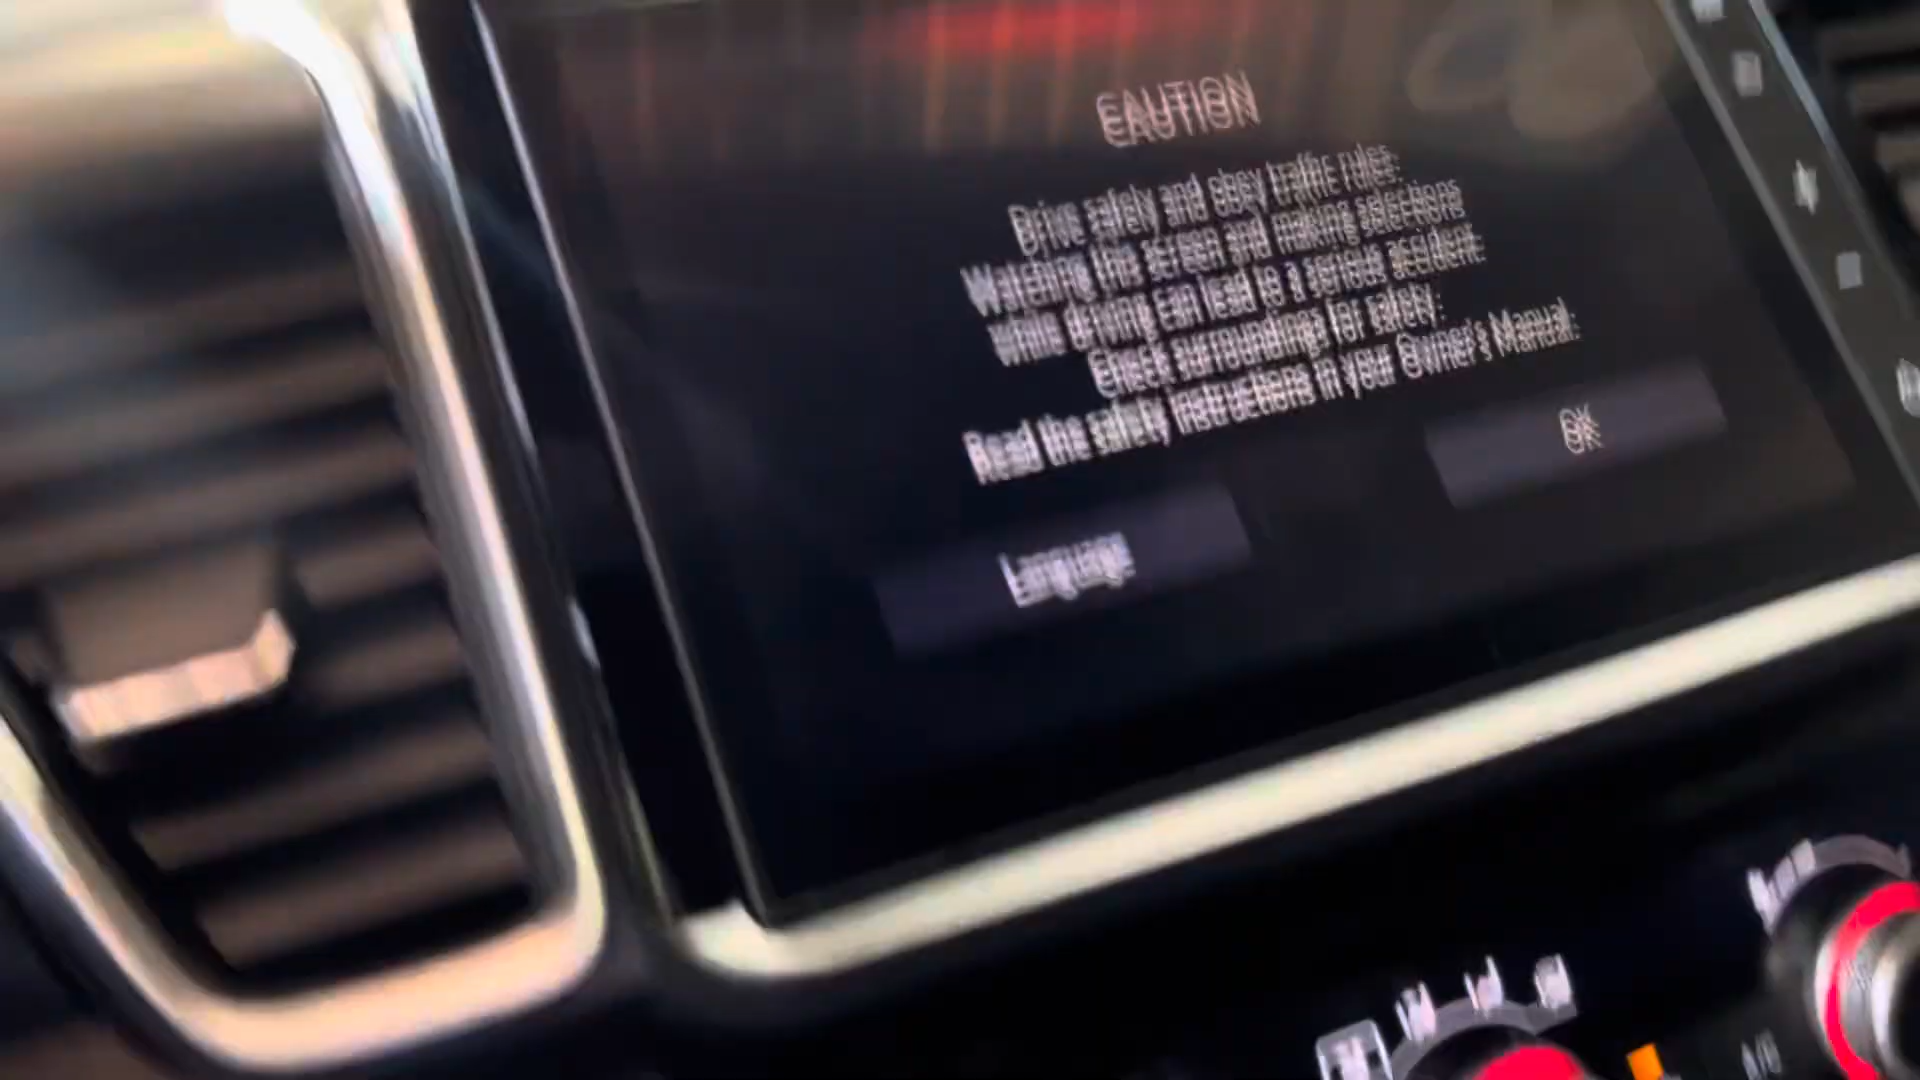 CAUTION
Drive safely and obey traffic rules.
Watching this screen and making selections
while driving can lead to a serious accident.
Check surroundings for safety.
Read the safety instructions in your Owner's Manual.
OK
Language